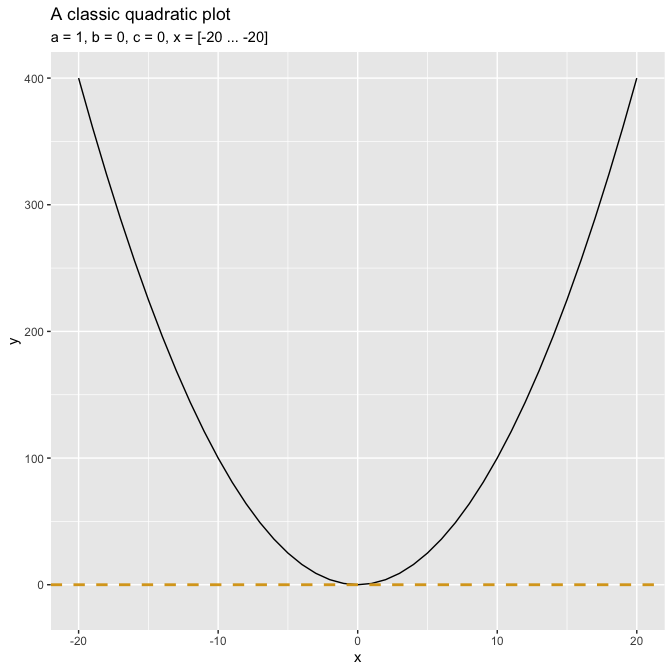 A classic quadratic plot
a = 1, b = 0, c = 0, x = [-20 ... -20]
400
300
y
200
100
0
-20 -10 0 10 20
x